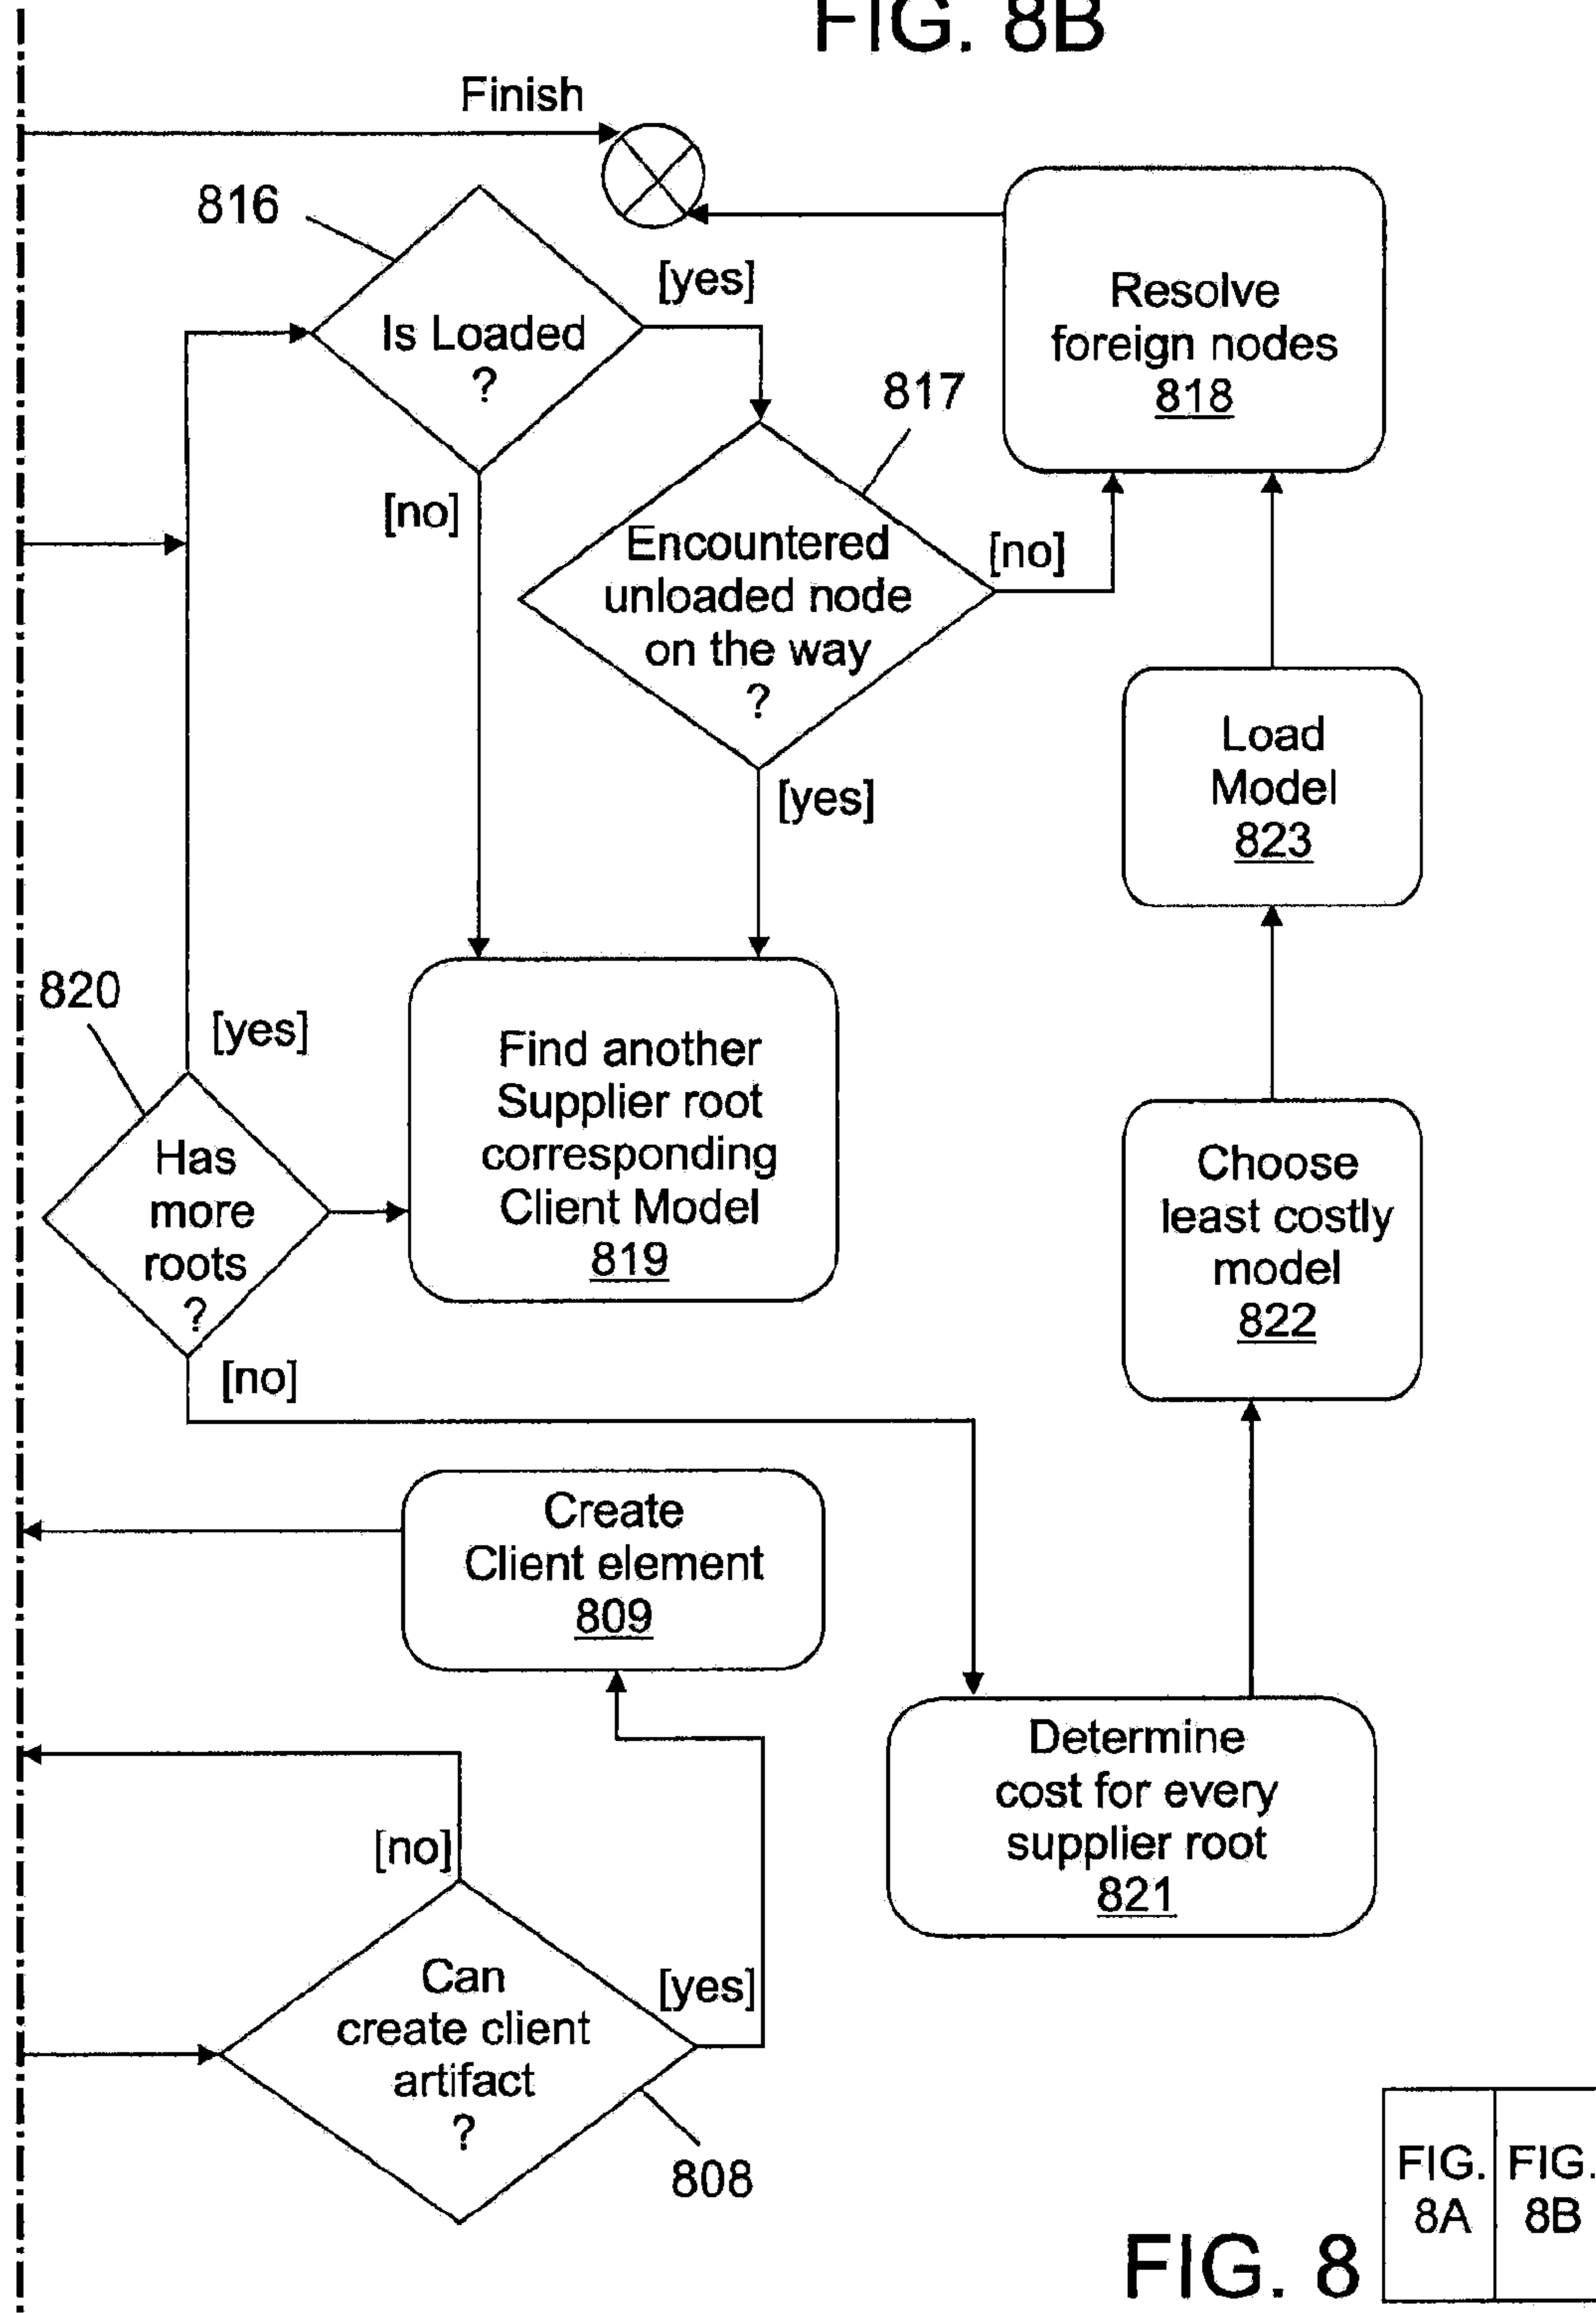 FIG. 8B
Finish
816
[yes]
Is Loaded
?
Resolve
foreign nodes
818
817
[no]
Encountered
unloaded node
on the way
?
[no]
[yes]
Load
Model
823
820
[yes]
Has
more
roots
?
Find another
Supplier root
corresponding
Client Model
819
Choose
least costly
model
822
[no]
Create
Client element
809
Determine
cost for every
supplier root
821
[no]
Can
create client
artifact
?
[yes]
808
FIG. 8
FIG.
8A
FIG.
8B